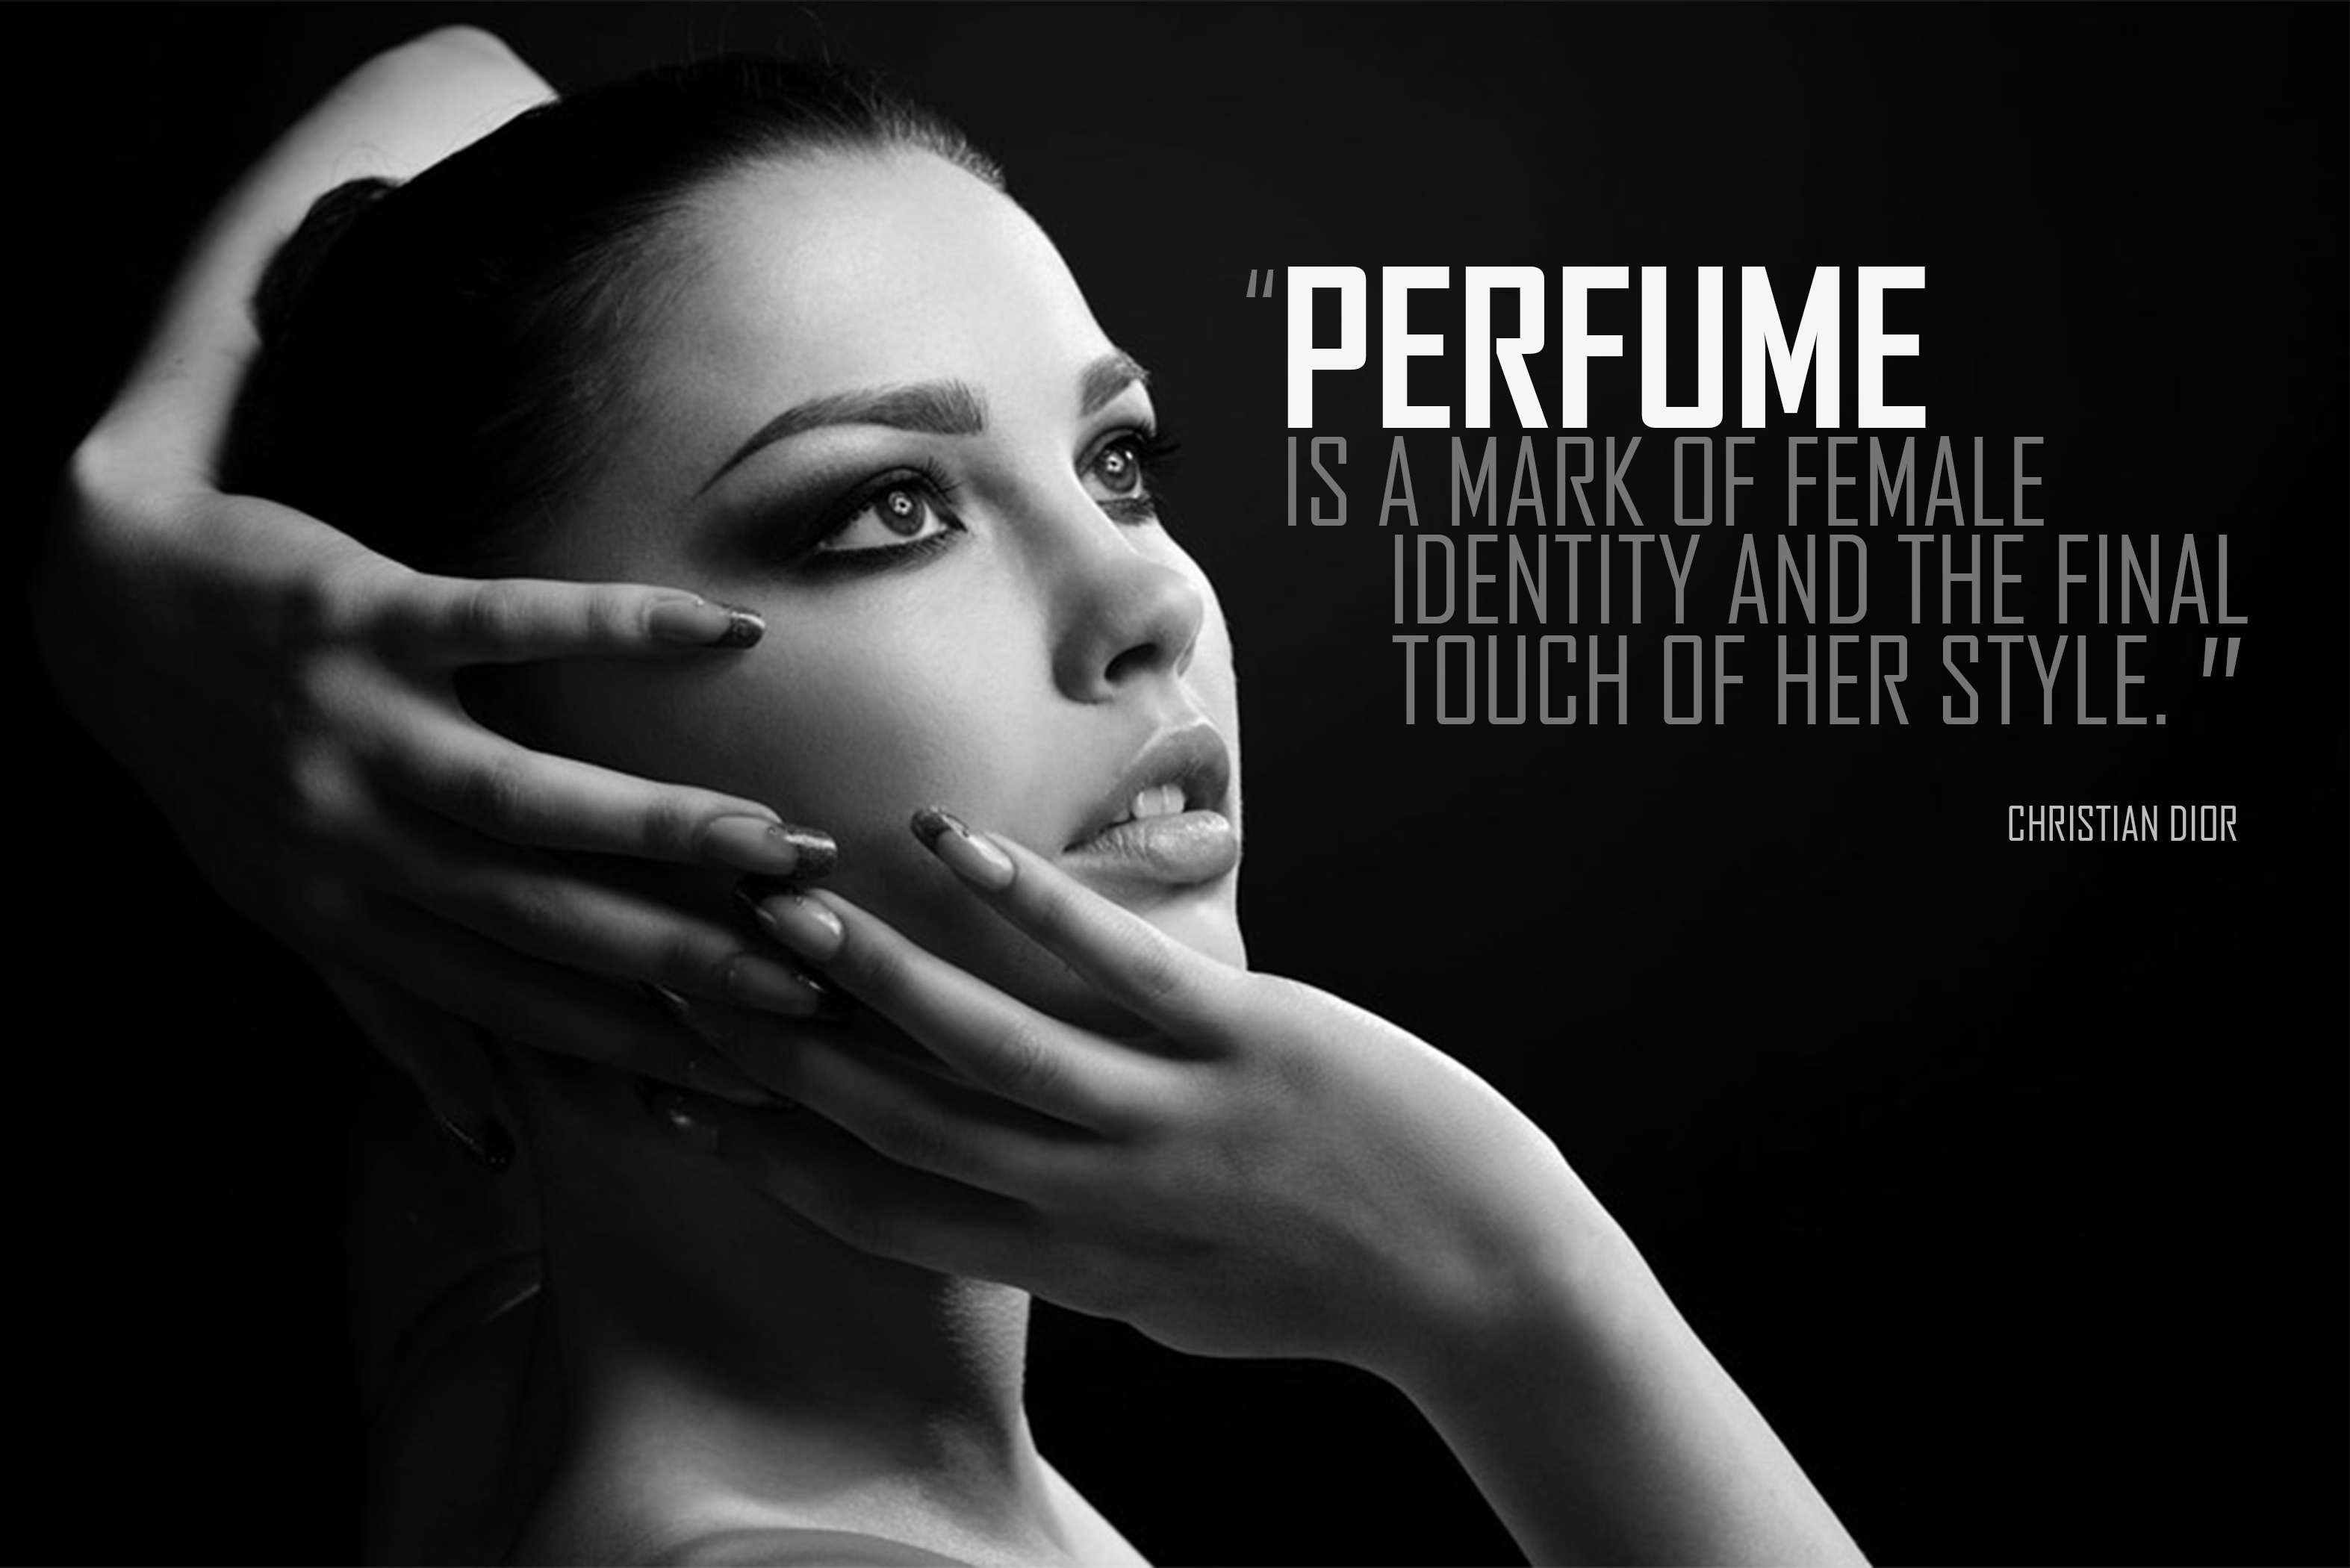 "PERFUME
IS A MARK OF FEMALE
IDENTITY AND THE FINAL
TOUCH OF HER STYLE."
CHRISTIAN DIOR